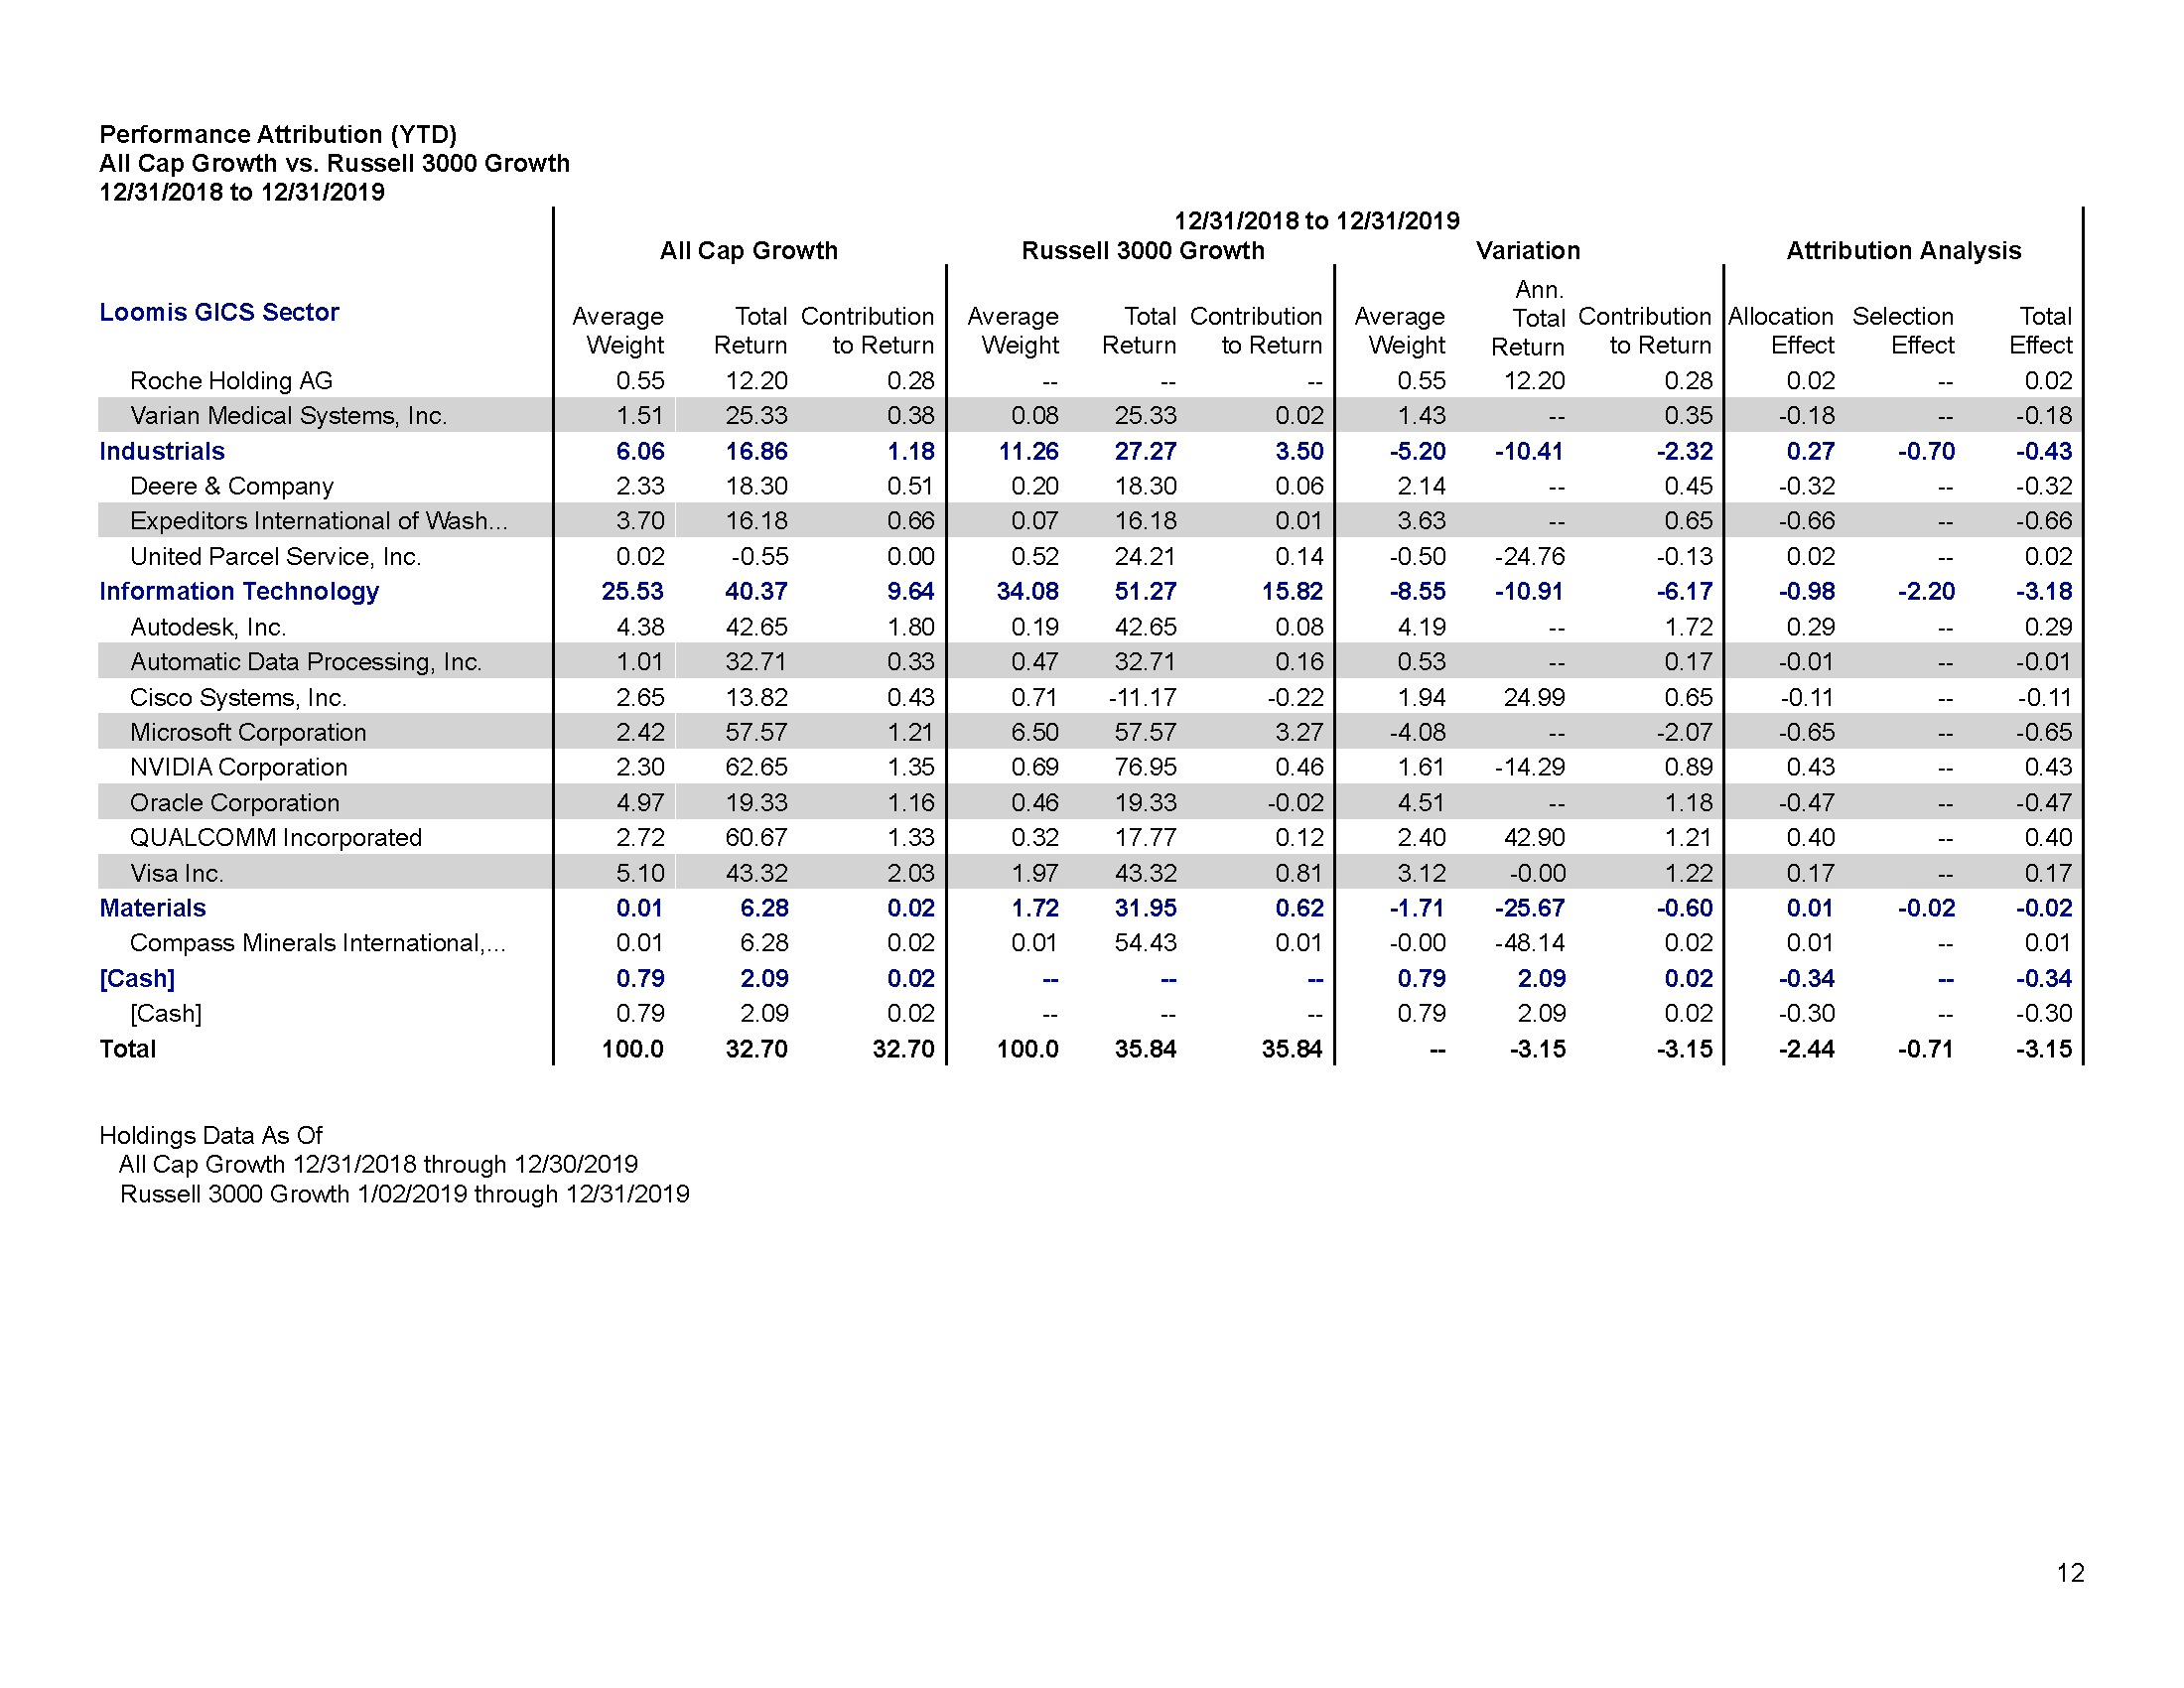 Performance Attribution (YTD)
All Cap Growth vs. Russell 3000 Growth
12/31/2018 to 12/31/2019
12/31/2018 to 12/31/2019
All Cap Growth Russell 3000 Growth Variation Attribution Analysis
Loomis GICS Sector Average Weight Total Return Contribution to Return Average Weight Total Return Contribution to Return Average Weight Ann. Total Return Contribution to Return Allocation Effect Selection Effect Total Effect
Roche Holding AG 0.55 12.20 0.28 -- -- -- 0.55 12.20 0.28 0.02 -- 0.02
Varian Medical Systems, Inc. 1.51 25.33 0.38 0.08 25.33 0.02 1.43 -- 0.35 -0.18 -- -0.18
Industrials 6.06 16.86 1.18 11.26 27.27 3.50 -5.20 -10.41 -2.32 0.27 -0.70 -0.43
Deere & Company 2.33 18.30 0.51 0.20 18.30 0.06 2.14 -- 0.45 -0.32 -- -0.32
Expeditors International of Wash... 3.70 16.18 0.66 0.07 16.18 0.01 3.63 -- 0.65 -0.66 -- -0.66
United Parcel Service, Inc. 0.02 -0.55 0.00 0.52 24.21 0.14 -0.50 -24.76 -0.13 0.02 -- 0.02
Information Technology 25.53 40.37 9.64 34.08 51.27 15.82 -8.55 -10.91 -6.17 -0.98 -2.20 -3.18
Autodesk, Inc. 4.38 42.65 1.80 0.19 42.65 0.08 4.19 -- 1.72 0.29 -- 0.29
Automatic Data Processing, Inc. 1.01 32.71 0.33 0.47 32.71 0.16 0.53 -- 0.17 -0.01 -- -0.01
Cisco Systems, Inc. 2.65 13.82 0.43 0.71 -11.17 -0.22 1.94 24.99 0.65 -0.11 -- -0.11
Microsoft Corporation 2.42 57.57 1.21 6.50 57.57 3.27 -4.08 -- -2.07 -0.65 -- -0.65
NVIDIA Corporation 2.30 62.65 1.35 0.69 76.95 0.46 1.61 -14.29 0.89 0.43 -- 0.43
Oracle Corporation 4.97 19.33 1.16 0.46 19.33 -0.02 4.51 -- 1.18 -0.47 -- -0.47
QUALCOMM Incorporated 2.72 60.67 1.33 0.32 17.77 0.12 2.40 42.90 1.21 0.40 -- 0.40
Visa Inc. 5.10 43.32 2.03 1.97 43.32 0.81 3.12 -0.00 1.22 0.17 -- 0.17
Materials 0.01 6.28 0.02 1.72 31.95 0.62 -1.71 -25.67 -0.60 0.01 -0.02 -0.02
Compass Minerals International,... 0.01 6.28 0.02 0.01 54.43 0.01 -0.00 -48.14 0.02 0.01 -- 0.01
[Cash] 0.79 2.09 0.02 -- -- -- 0.79 2.09 0.02 -0.34 -- -0.34
[Cash] 0.79 2.09 0.02 -- -- -- 0.79 2.09 0.02 -0.30 -- -0.30
Total 100.0 32.70 32.70 100.0 35.84 35.84 -- -3.15 -3.15 -2.44 -0.71 -3.15
Holdings Data As Of
All Cap Growth 12/31/2018 through 12/30/2019
Russell 3000 Growth 1/02/2019 through 12/31/2019
12